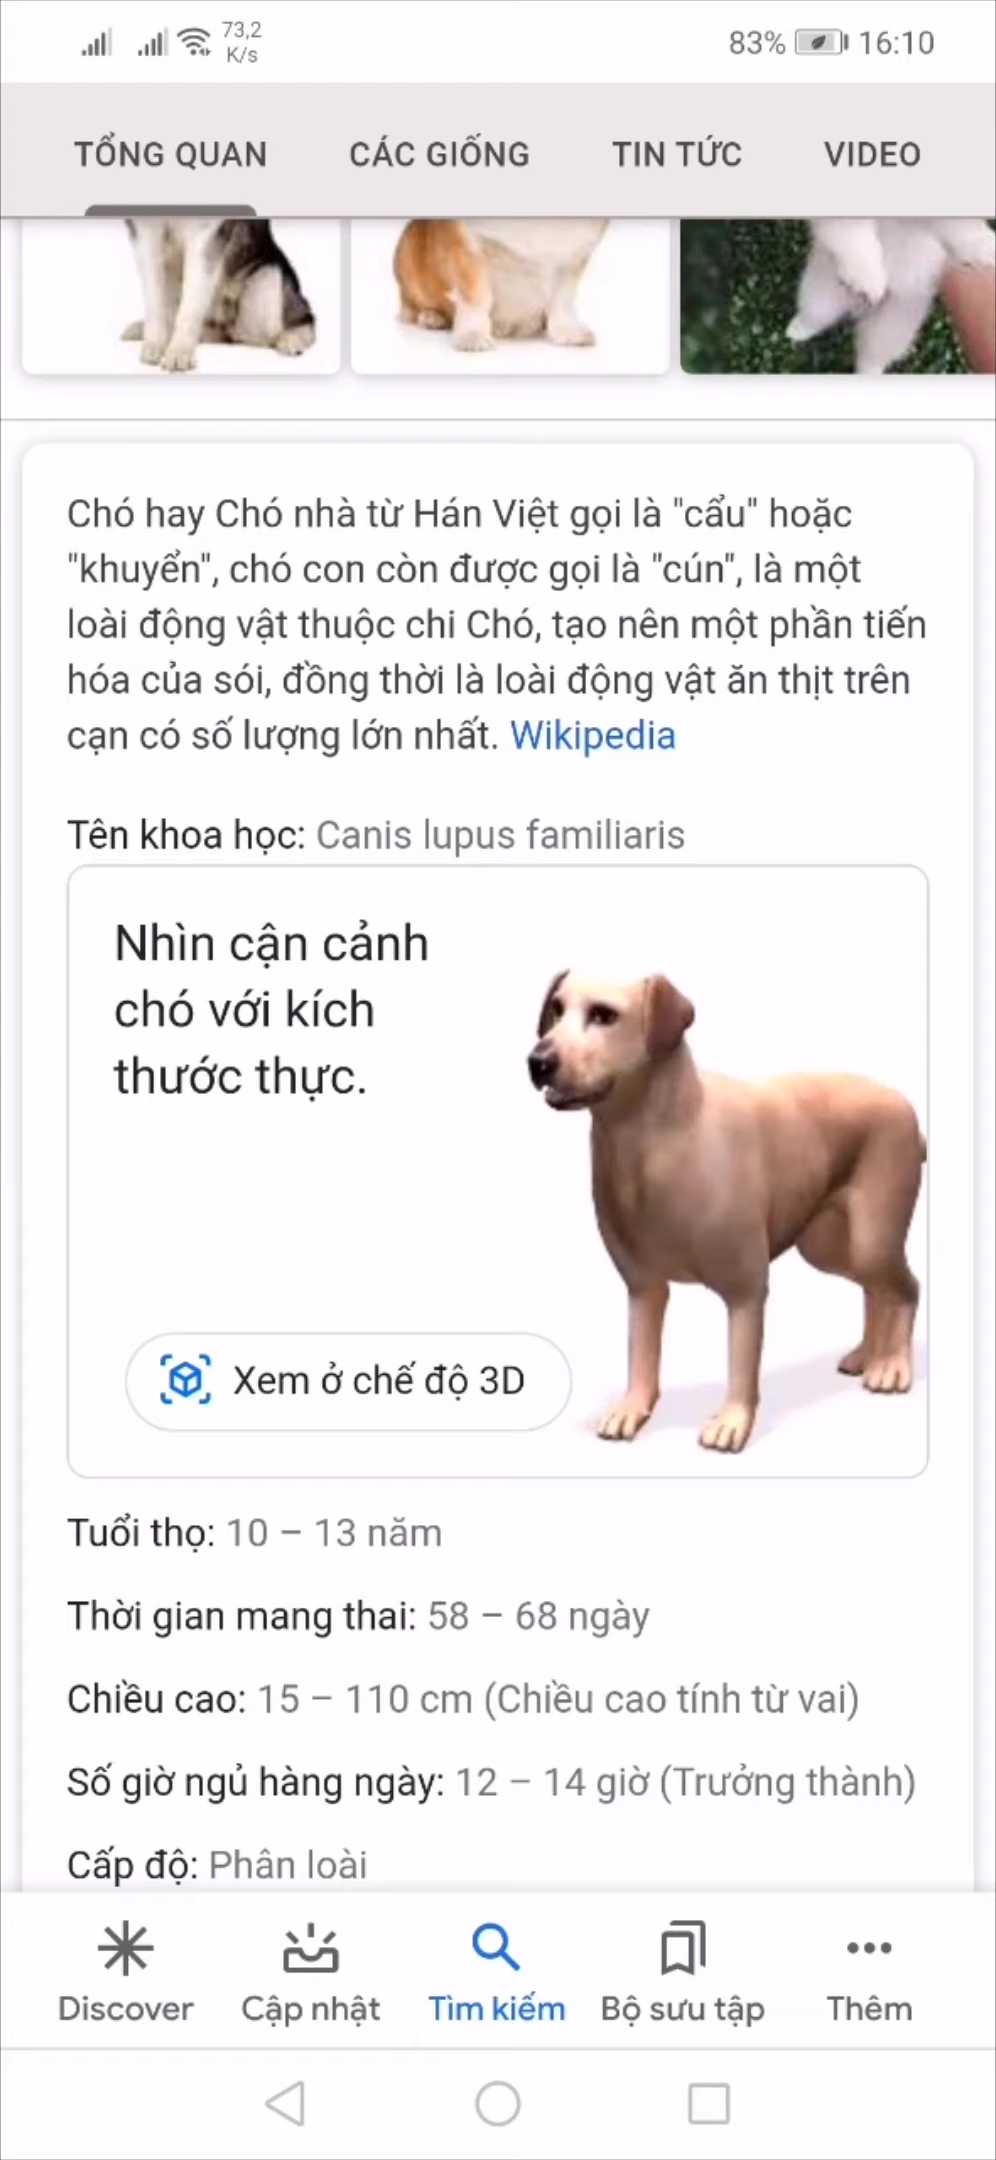 73,2
K/s
83%
16:10
TỔNG QUAN
CÁC GIỐNG
TIN TỨC
VIDEO
Chó hay Chó nhà từ Hán Việt gọi là "cẩu" hoặc
"khuyển", chó con còn được gọi là "cún", là một
loài động vật thuộc chi Chó, tạo nên một phần tiến
hóa của sói, đồng thời là loài động vật ăn thịt trên
cạn có số lượng lớn nhất. Wikipedia
Tên khoa học: Canis lupus familiaris
Nhìn cận cảnh
chó với kích
thước thực.
Xem ở chế độ 3D
Tuổi thọ: 10 – 13 năm
Thời gian mang thai: 58 – 68 ngày
Chiều cao: 15 – 110 cm (Chiều cao tính từ vai)
Số giờ ngủ hàng ngày: 12 – 14 giờ (Trưởng thành)
Cấp độ: Phân loài
Discover
Cập nhật
Tìm kiếm
Bộ sưu tập
Thêm